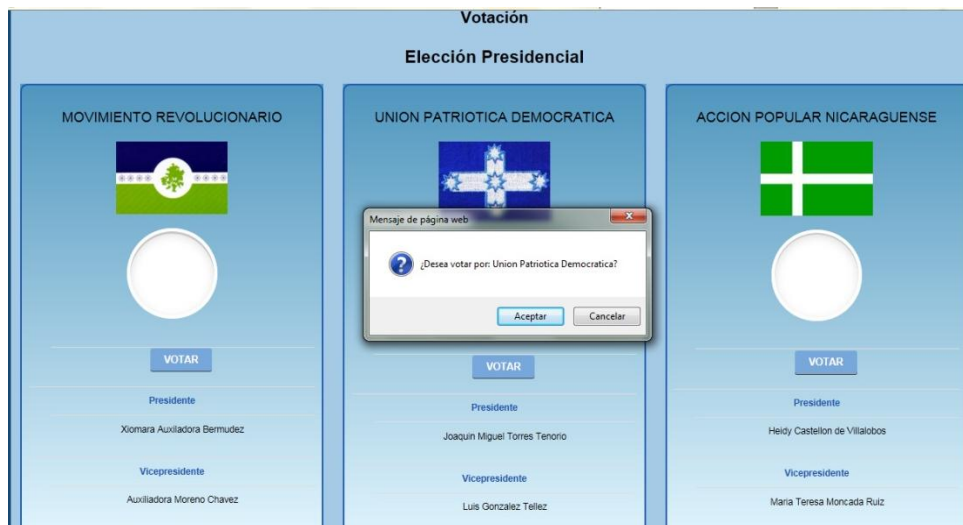 Votación
Elección Presidencial
MOVIMIENTO REVOLUCIONARIO
VOTAR
Presidente
Xiomara Auxiladora Bermudez
Vicepresidente
Auxiliadora Moreno Chavez
UNION PATRIOTICA DEMOCRATICA
Mensaje de página web
x
¿Desea votar por: Union Patriotica Democratica?
Aceptar
Cancelar
VOTAR
Presidente
Joaquin Miguel Torres Tenorio
Vicepresidente
Luis Gonzalez Tellez
ACCION POPULAR NICARAGUENSE
VOTAR
Presidente
Heidy Castellon de Villalobos
Vicepresidente
Maria Teresa Moncada Ruiz